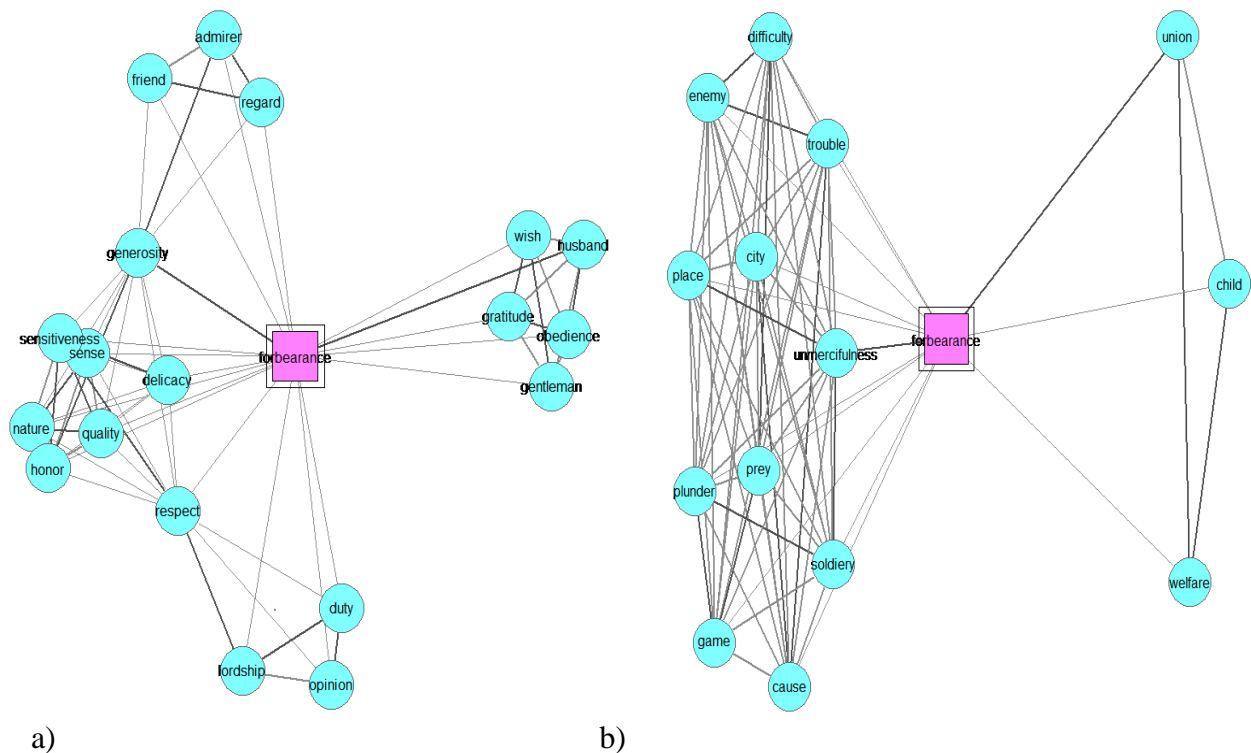 admirer
friend
regard
generosity
sensitiveness
sense
delicacy
nature
quality
honor
respect
duty
lordship
opinion
forbearance
wish
husband
gratitude
obedience
gentleman
a)
difficulty
enemy
trouble
place
city
unmercifulness
plunder
prey
soldiery
game
cause
forbearance
union
child
welfare
b)